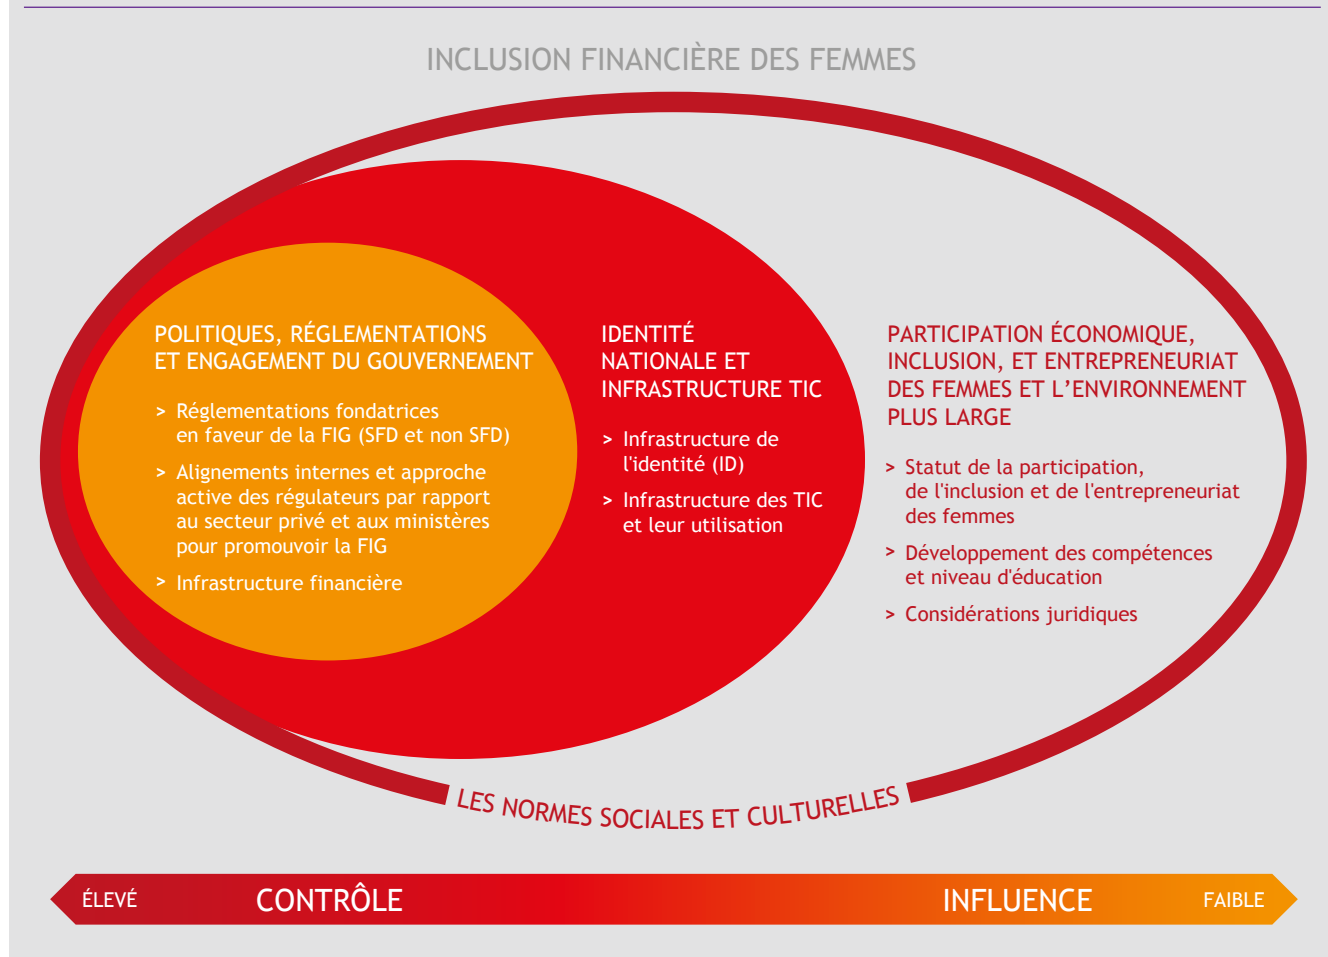 INCLUSION FINANCIÈRE DES FEMMES
POLITIQUES, RÉGLEMENTATIONS
ET ENGAGEMENT DU GOUVERNEMENT
> Réglementations fondatrices
en faveur de la FIG (SFD et non SFD)
> Alignements internes et approche
active des régulateurs par rapport
au secteur privé et aux ministères
pour promouvoir la FIG
> Infrastructure financière
IDENTITÉ
NATIONALE ET
INFRASTRUCTURE TIC
> Infrastructure de
l'identité (ID)
> Infrastructure des TIC
et leur utilisation
PARTICIPATION ÉCONOMIQUE,
INCLUSION, ET ENTREPRENEURIAT
DES FEMMES ET L’ENVIRONNEMENT
PLUS LARGE
> Statut de la participation,
de l'inclusion et de l'entrepreneuriat
des femmes
> Développement des compétences
et niveau d'éducation
> Considérations juridiques
LES NORMES SOCIALES ET CULTURELLES
ÉLEVÉ CONTRÔLE INFLUENCE FAIBLE